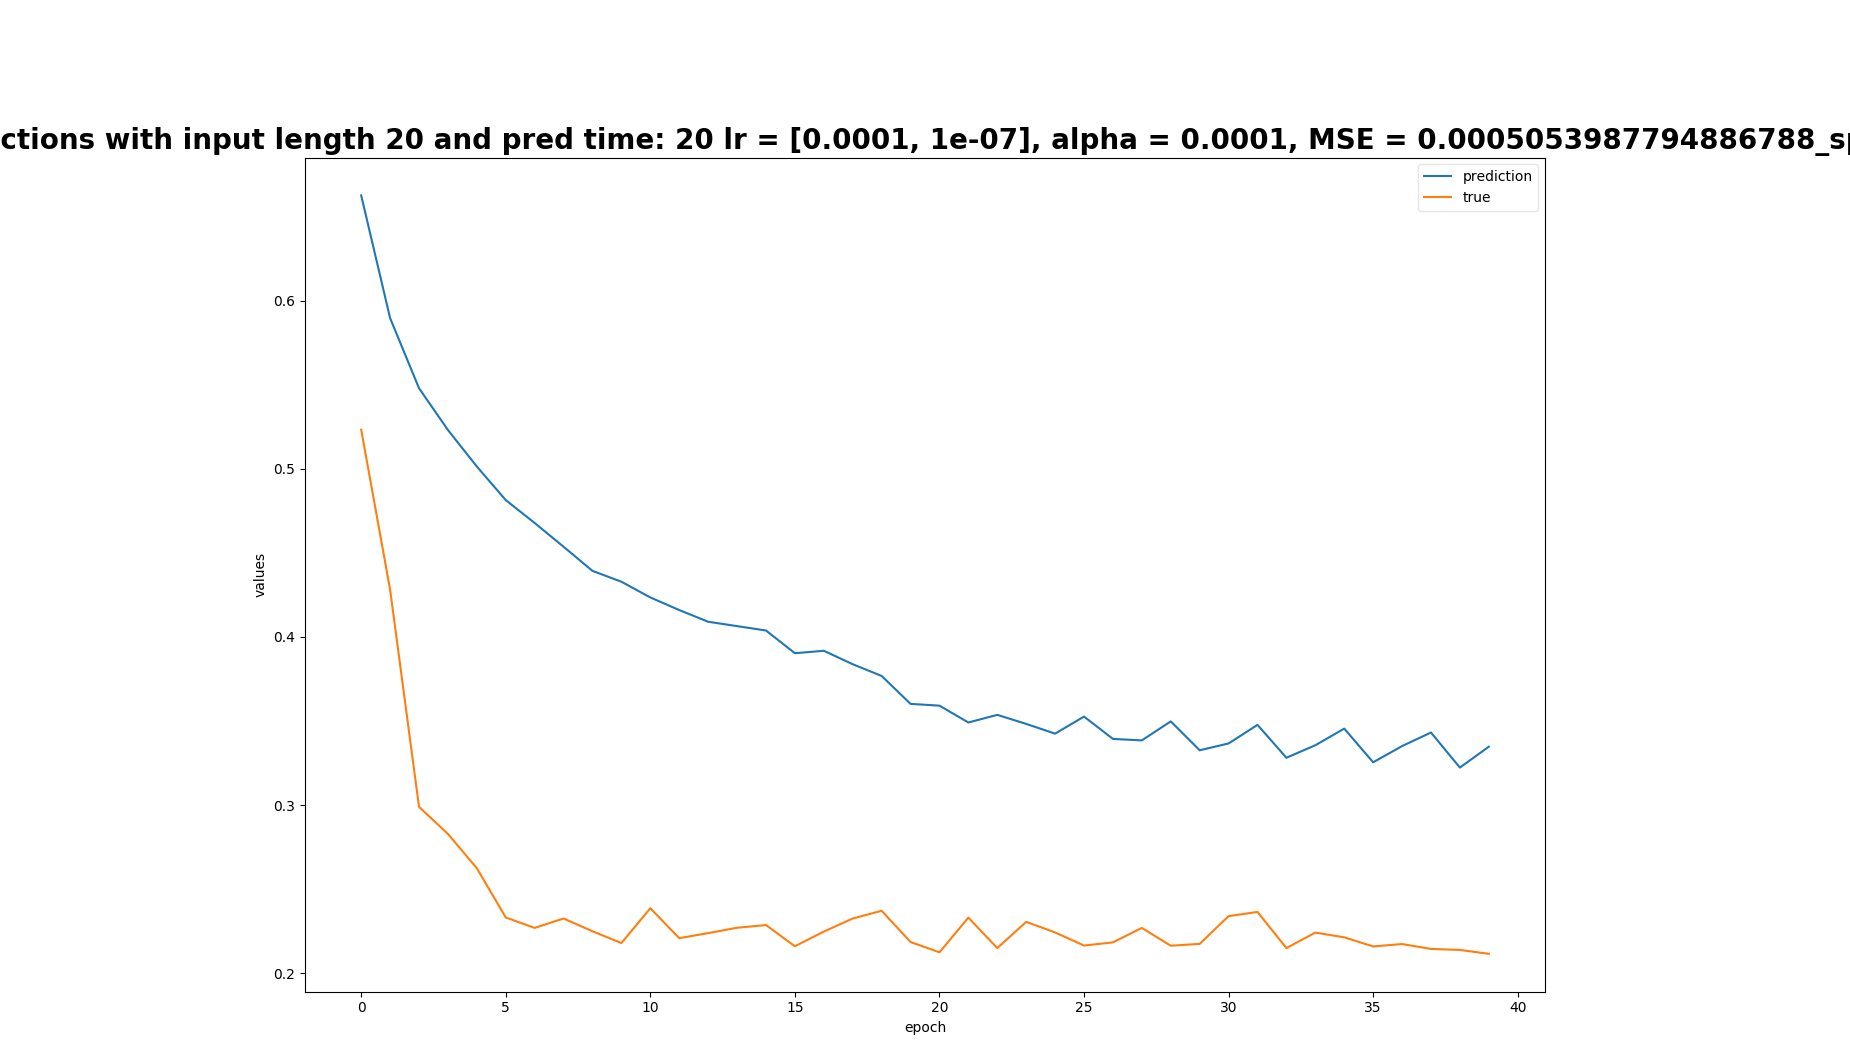 ctions with input length 20 and pred time: 20 lr = [0.0001, 1e-07], alpha = 0.0001, MSE = 0.0005053987794886788_s
prediction
true
0.6
0.5
0.4
0.3
0.2
values
0 5 10 15 20 25 30 35 40
epoch